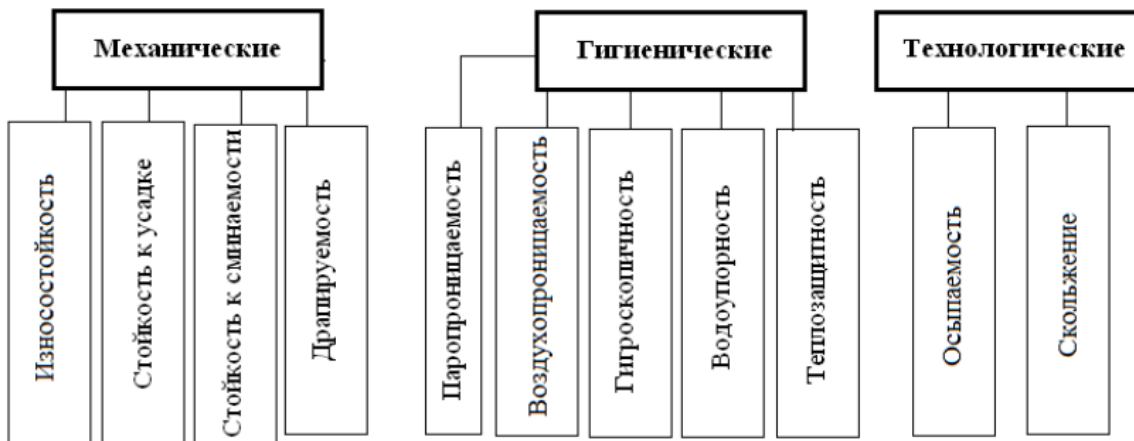 Механические
Гигиенические
Технологические
Износостойкость
Стойкость к усадке
Стойкость к сминаемости
Драпируемость
Паропроницаемость
Воздухопроницаемость
Гигроскопичность
Водоупорность
Теплозащитность
Осыпаемость
Скольжение